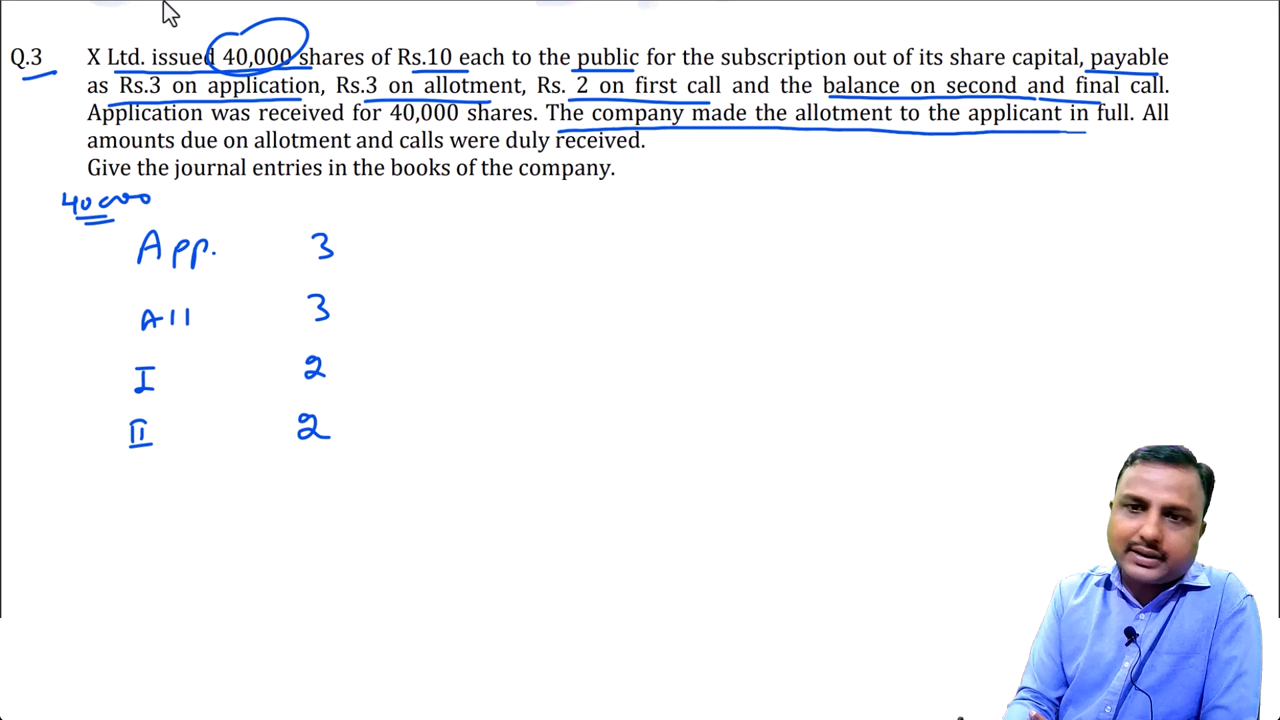 Q.3 X Ltd. issued 40,000 shares of Rs.10 each to the public for the subscription out of its share capital, payable
as Rs.3 on application, Rs.3 on allotment, Rs. 2 on first call and the balance on second and final call.
Application was received for 40,000 shares. The company made the allotment to the applicant in full. All
amounts due on allotment and calls were duly received.
Give the journal entries in the books of the company.
40000
App. 3
All 3
I 2
II 2